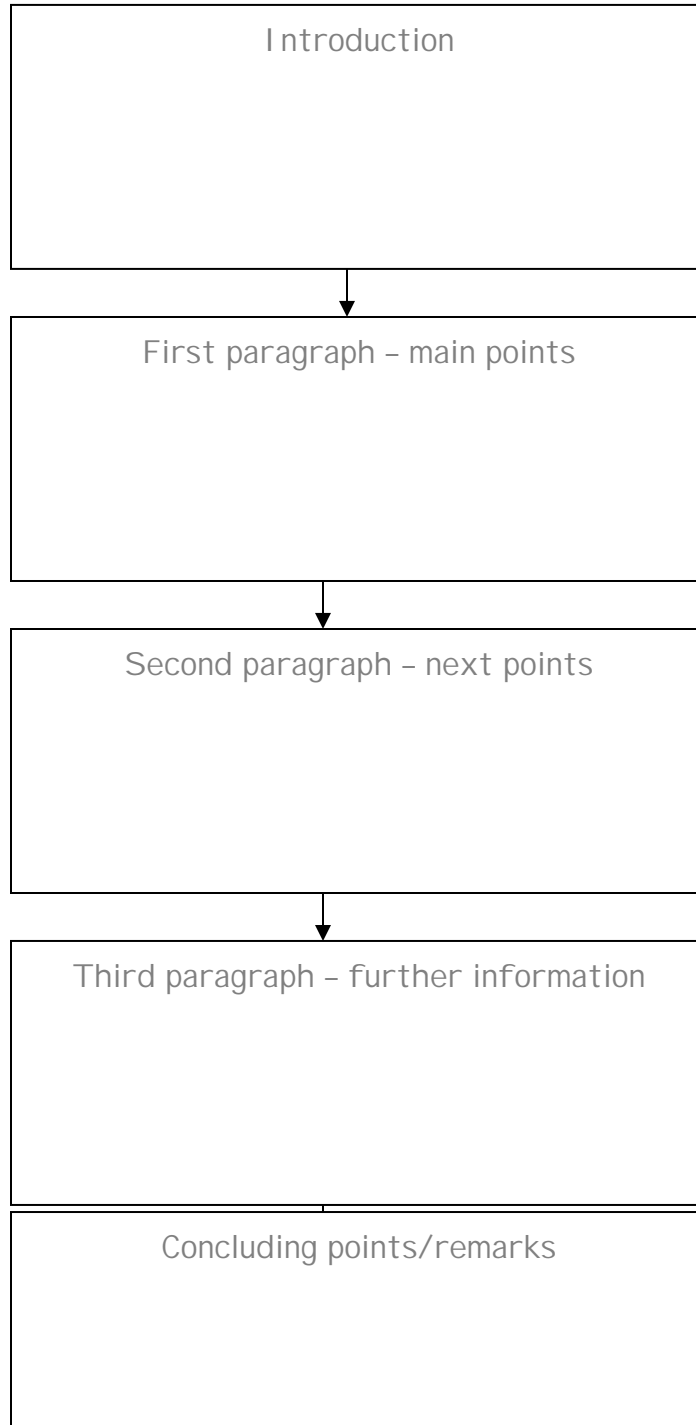 Introduction
First paragraph – main points
Second paragraph – next points
Third paragraph – further information
Concluding points/remarks